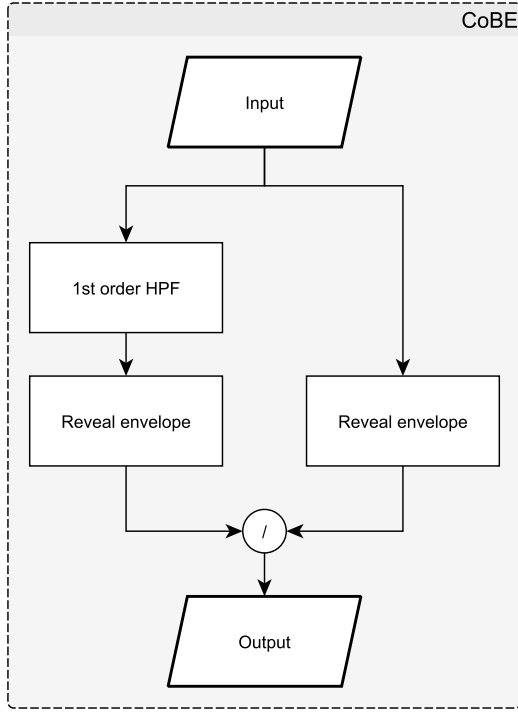 CoBE
Input
1st order HPF
Reveal envelope
Reveal envelope
/
Output